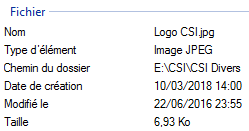 Fichier
Nom Logo CSI.jpg
Type d'élément Image JPEG
Chemin du dossier E:\CSI\CSI Divers
Date de création 10/03/2018 14:00
Modifié le 22/06/2016 23:55
Taille 6,93 Ko